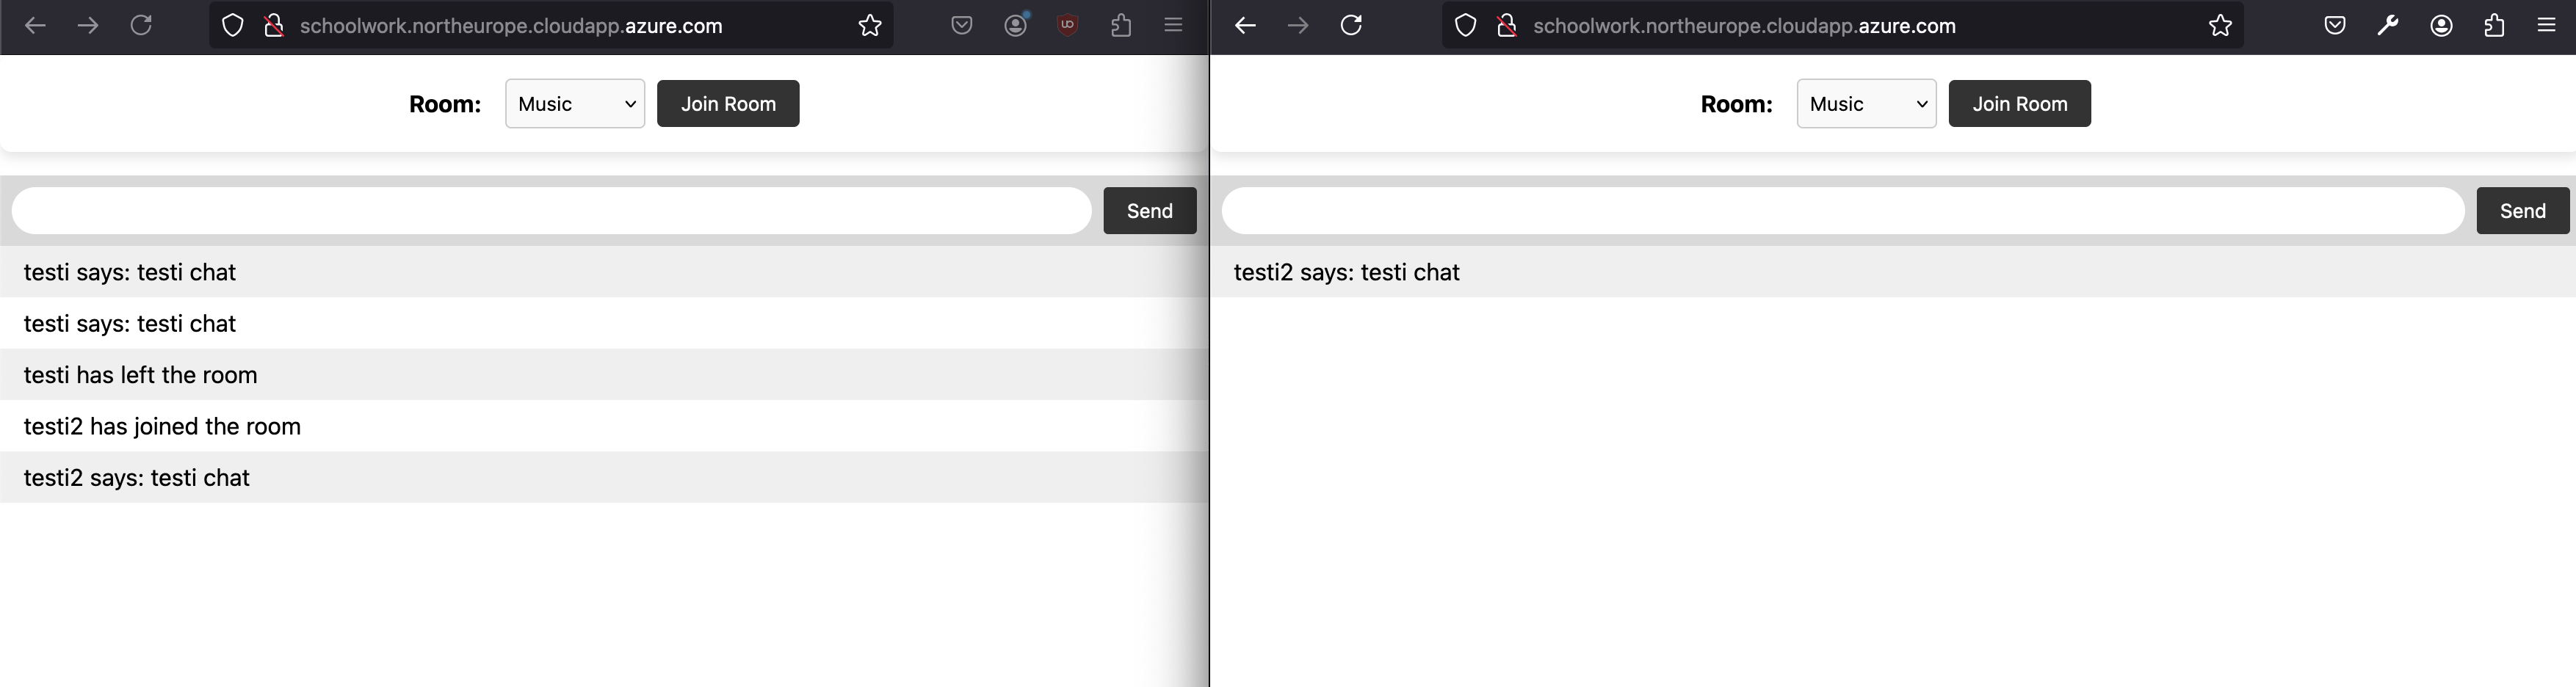 schoolwork.northeurope.cloudapp.azure.com
Room: Music Join Room
Send
testi says: testi chat
testi says: testi chat
testi has left the room
testi2 has joined the room
testi2 says: testi chat
schoolwork.northeurope.cloudapp.azure.com
Room: Music Join Room
Send
testi2 says: testi chat